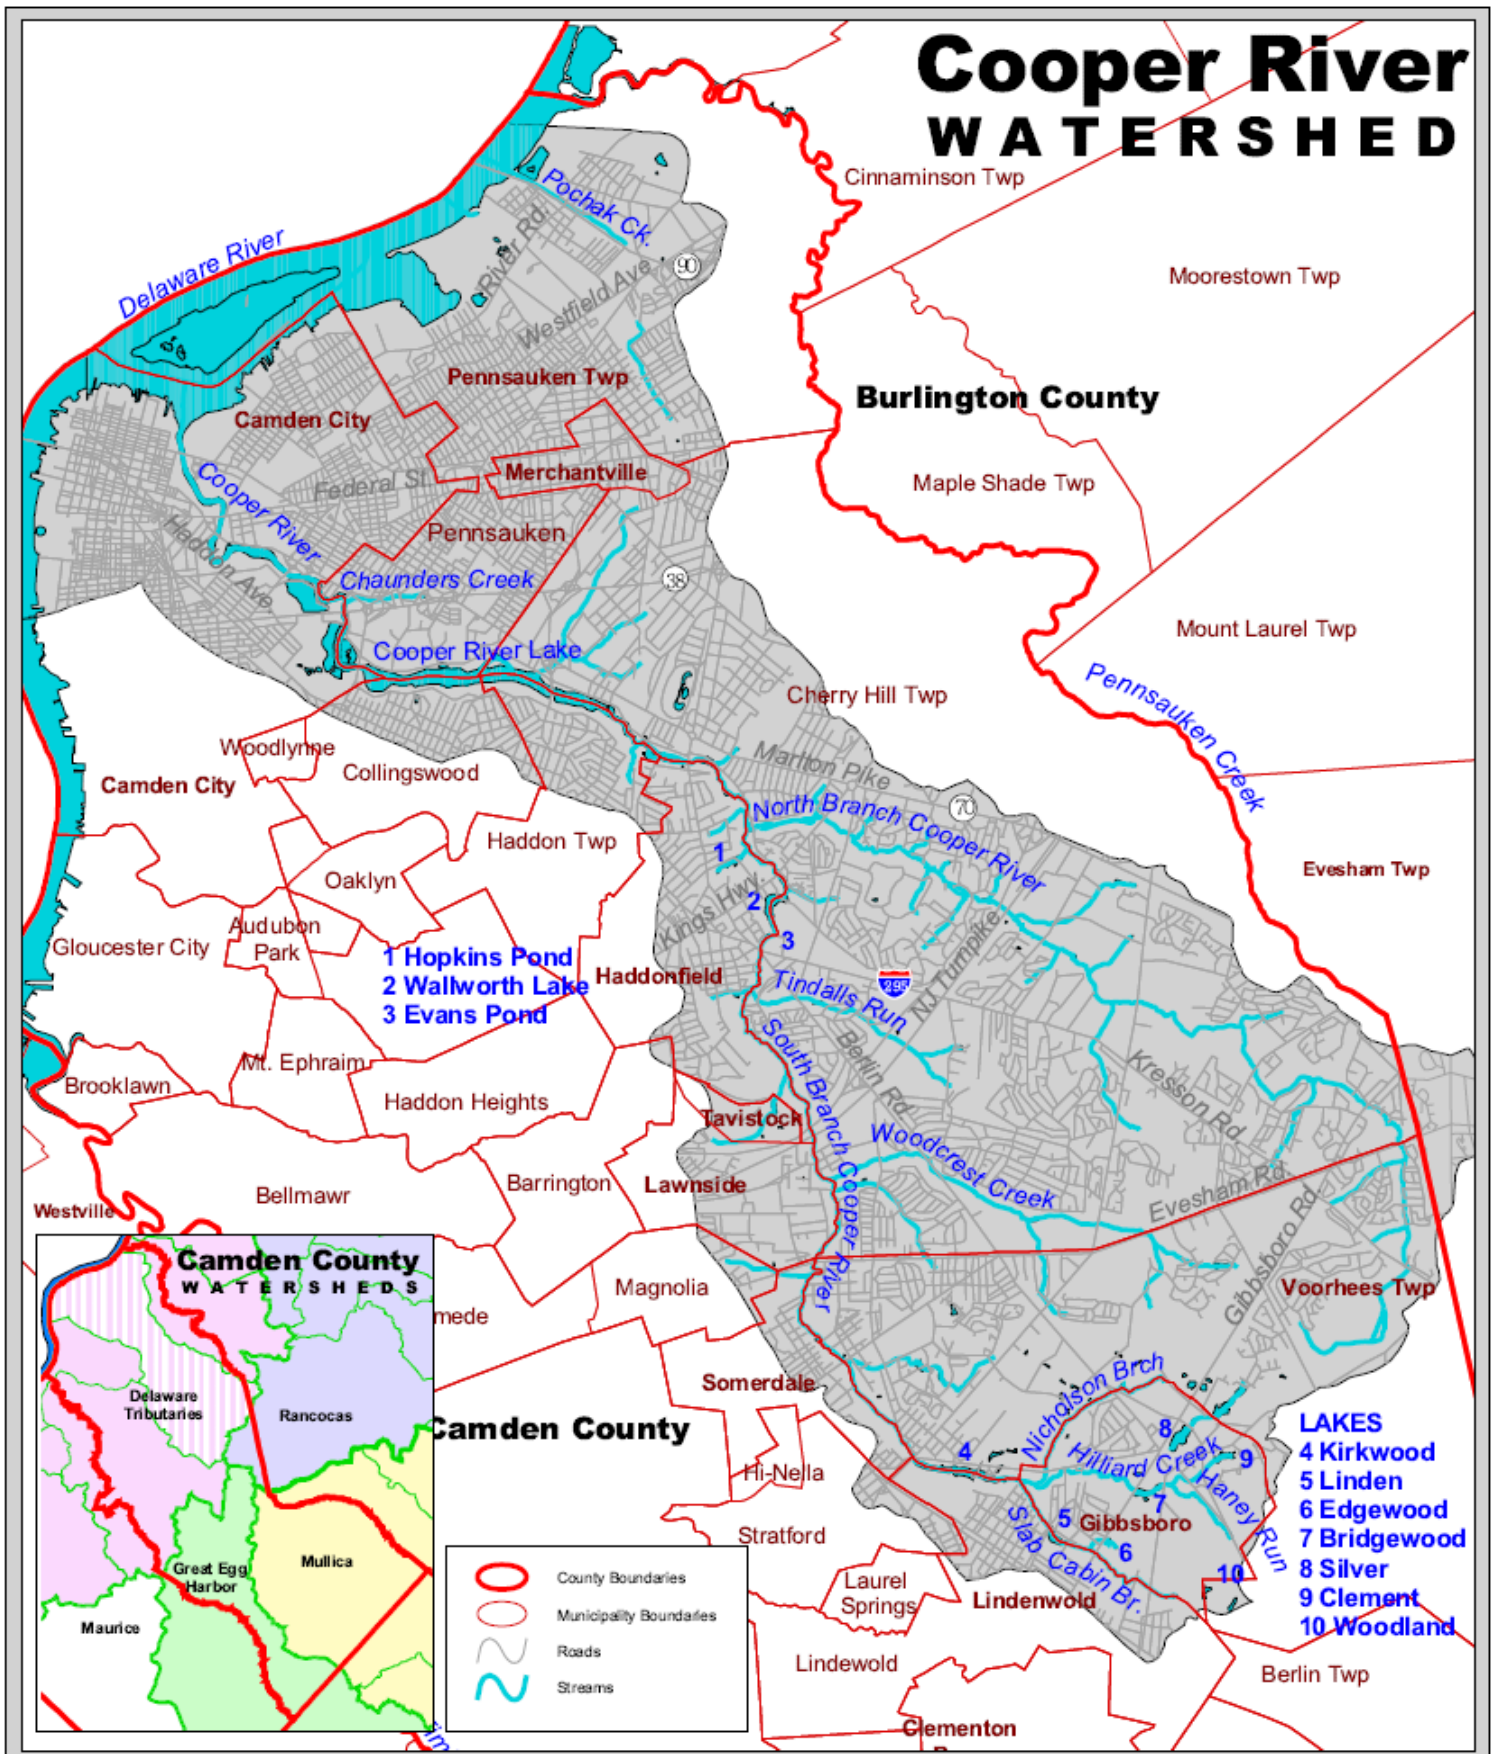 Cooper River
WATERSHED
Cinnaminson Twp
Pochak Ck.
Delaware River
River Rd.
90
Westfield Ave
Moorestown Twp
Pennsauken Twp
Burlington County
Camden City
Merchantville
Cooper River
Federal St
Maple Shade Twp
Haddon Ave.
Pennsauken
Chaunders Creek
38
Mount Laurel Twp
Cooper River Lake
Cherry Hill Twp
Pennsauken Creek
Woodlynne
Collingswood
Camden City
Marlton Pike
70
North Branch Cooper River
Haddon Twp
1
Evesham Twp
Oaklyn
Kings Hwy.
2
Audubon
Park
Gloucester City
3
1 Hopkins Pond
2 Wallworth Lake
3 Evans Pond
Haddonfield
Tindalls Run
295
NJ Turnpike
South Branch Cooper River
Berlin Rd
Kresson Rd.
Mt. Ephraim
Brooklawn
Haddon Heights
Tavistock
Woodcrest Creek
Barrington
Lawnside
Bellmawr
Evesham Rd.
Westville
Gibbsboro Rd.
Camden County
WATERSHEDS
Magnolia
Voorhees Twp
mede
Delaware
Tributaries
Rancocas
Somerdale
Nicholson Brch
Camden County
LAKES
4 Kirkwood
5 Linden
6 Edgewood
7 Bridgewood
8 Silver
9 Clement
10 Woodland
4
8
Hilliard Creek
9
Hi-Nella
7
Haney Run
5
Gibbsboro
Slab Cabin Br.
6
10
Stratford
Great Egg
Harbor
Mullica
Maurice
Laurel
Springs
Lindenwold
County Boundaries
Municipality Boundaries
Roads
Streams
Lindewold
Berlin Twp
Clementon